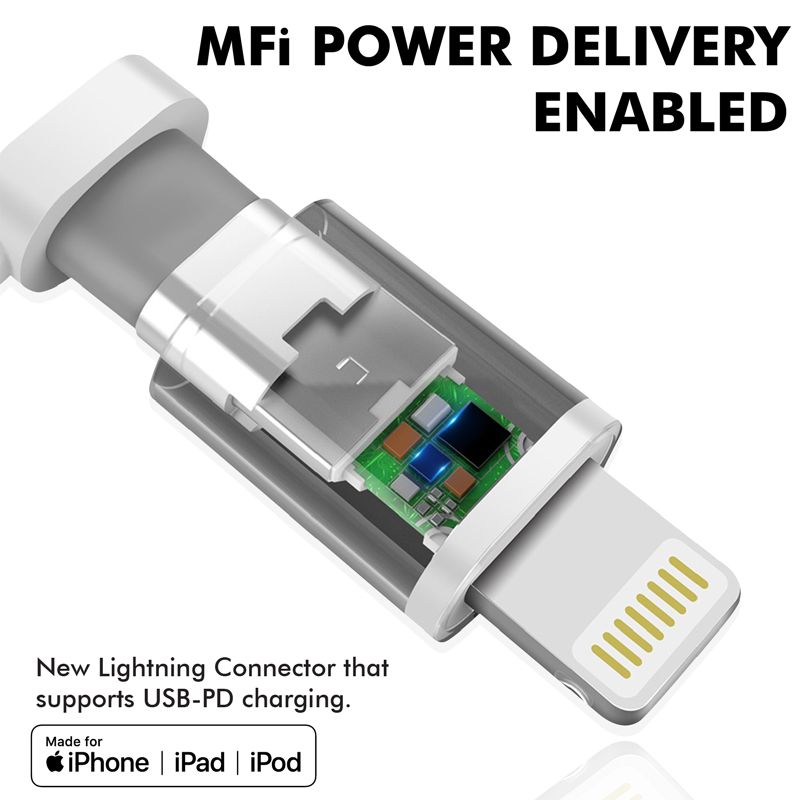 MFi POWER DELIVERY
ENABLED
New Lightning Connector that
supports USB-PD charging.
Made for
iPhone | iPad | iPod